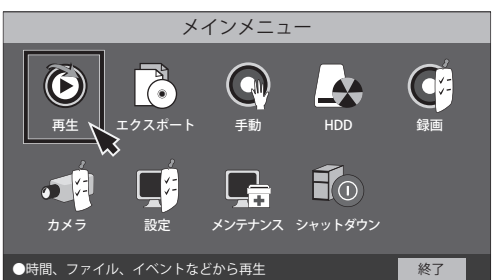 メインメニュー
再生 エクスポート 手動 HDD 録画
カメラ 設定 メンテナンス シャットダウン
●時間、ファイル、イベントなどから再生 終了